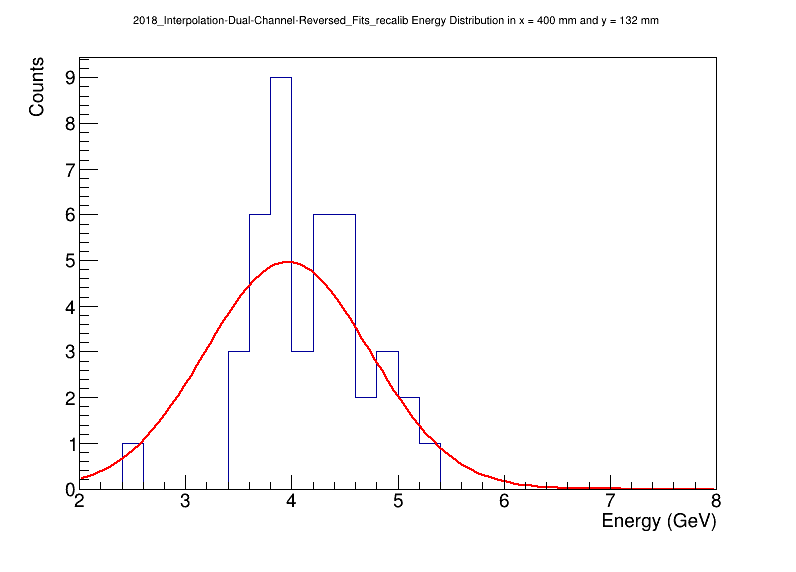 2018_Interpolation-Dual-Channel-Reversed_Fits_recalib Energy Distribution in x = 400 mm and y = 132 mm
Counts
9
8
7
6
5
4
3
2
1
0
2 3 4 5 6 7 8
Energy (GeV)